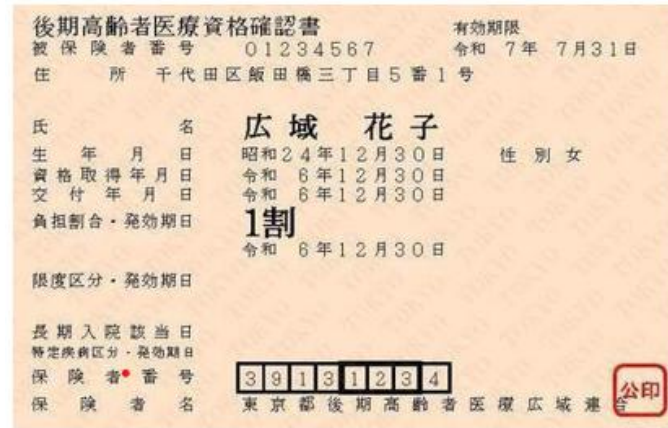 後期高齢者医療資格確認書
有効期限
被保険者番号 01234567 令和 7年 7月31日
住所 千代田区飯田橋三丁目5番1号
氏名 広域 花子
生年月日 昭和24年12月30日 性別女
資格取得年月日 令和 6年12月30日
交付年月日 令和 6年12月30日
負担割合・発効期日 1割
令和 6年12月30日
限度区分・発効期日
長期入院該当日
特定疾病区分・発効期日
保険者番号 39131234
保険者名 東京都後期高齢者医療広域連合
公印